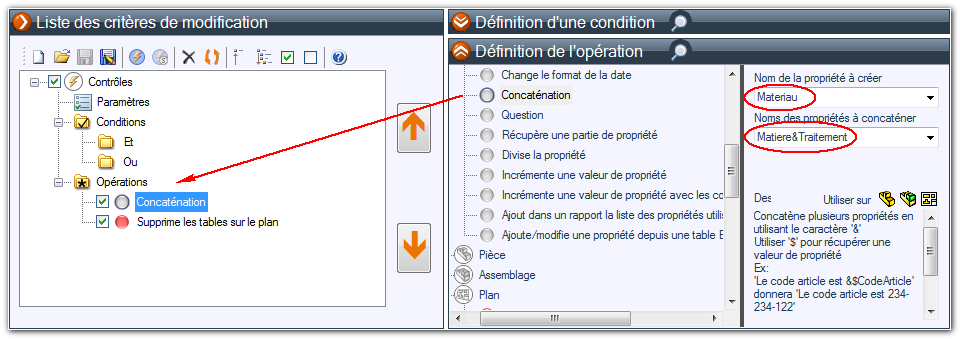 Liste des critères de modification
Contrôles
Paramètres
Conditions
Et
Ou
Opérations
Concaténation
Supprime les tables sur le plan
Définition d'une condition
Définition de l'opération
Change le format de la date
Concaténation
Question
Récupère une partie de propriété
Divise la propriété
Incrémente une valeur de propriété
Incrémente une valeur de propriété avec les co
Ajout dans un rapport la liste des propriétés utilis
Ajoute/modifie une propriété depuis une table E
Pièce
Assemblage
Plan
Nom de la propriété à créer
Materiau
Noms des propriétés à concaténer
Matiere&Traitement
Des Utiliser sur
Concatène plusieurs propriétés en
utilisant le caractère '&'
Utiliser '$' pour récupérer une
valeur de propriété
Ex:
'Le code article est &$CodeArticle'
donnera 'Le code article est 234-
234-122'